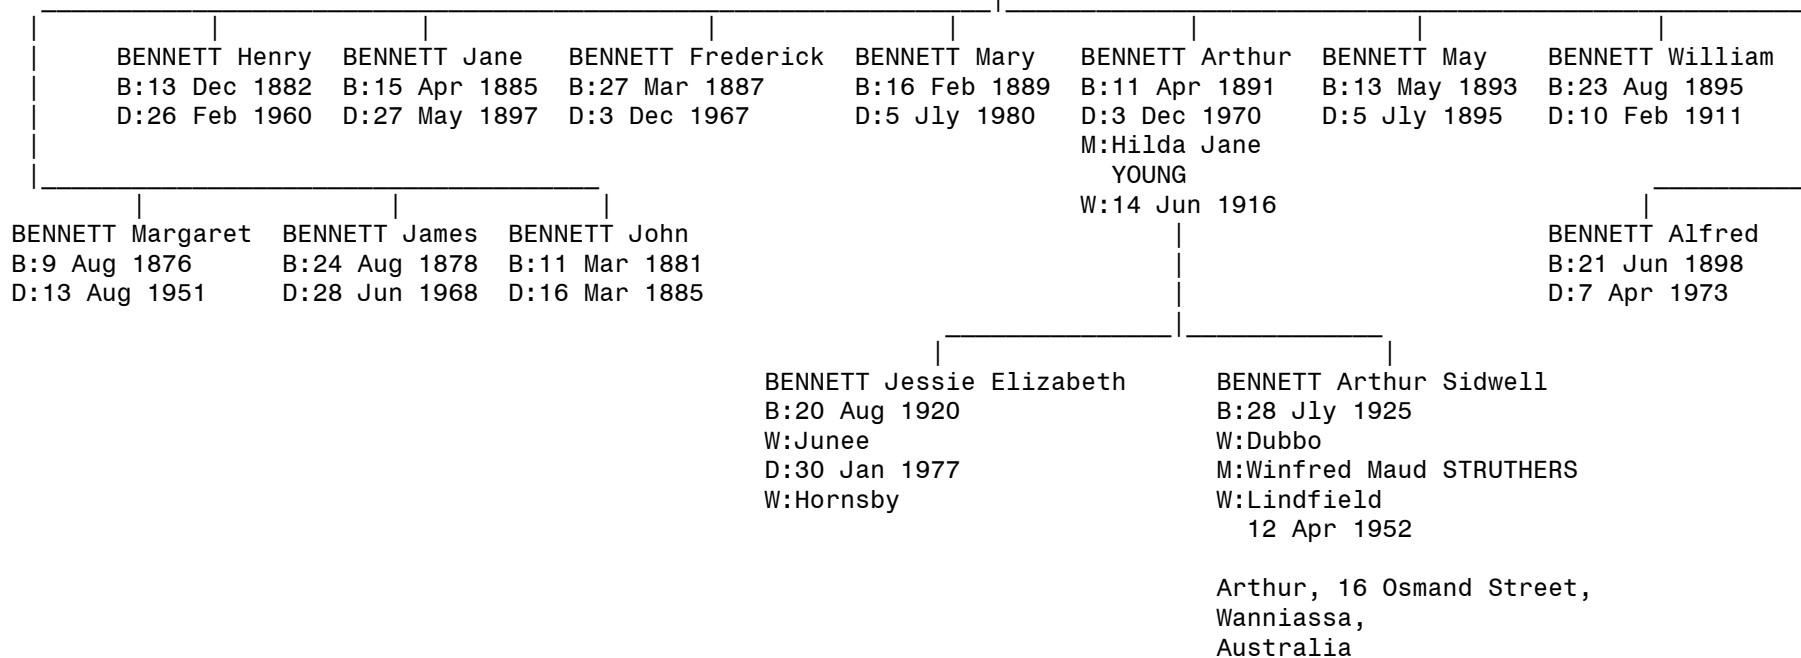 BENNETT Henry BENNETT Jane BENNETT Frederick BENNETT Mary BENNETT Arthur BENNETT May BENNETT William
B:13 Dec 1882 B:15 Apr 1885 B:27 Mar 1887 B:16 Feb 1889 B:11 Apr 1891 B:13 May 1893 B:23 Aug 1895
D:26 Feb 1960 D:27 May 1897 D:3 Dec 1967 D:5 Jly 1980 D:3 Dec 1970 D:5 Jly 1895 D:10 Feb 1911
M:Hilda Jane
YOUNG
W:14 Jun 1916
BENNETT Margaret BENNETT James BENNETT John BENNETT Alfred
B:9 Aug 1876 B:24 Aug 1878 B:11 Mar 1881 B:21 Jun 1898
D:13 Aug 1951 D:28 Jun 1968 D:16 Mar 1885 D:7 Apr 1973
BENNETT Jessie Elizabeth BENNETT Arthur Sidwell
B:20 Aug 1920 B:28 Jly 1925
W:Junee W:Dubbo
D:30 Jan 1977 M:Winfred Maud STRUTHERS
W:Hornsby W:Lindfield
12 Apr 1952
Arthur, 16 Osmand Street,
Wanniassa,
Australia